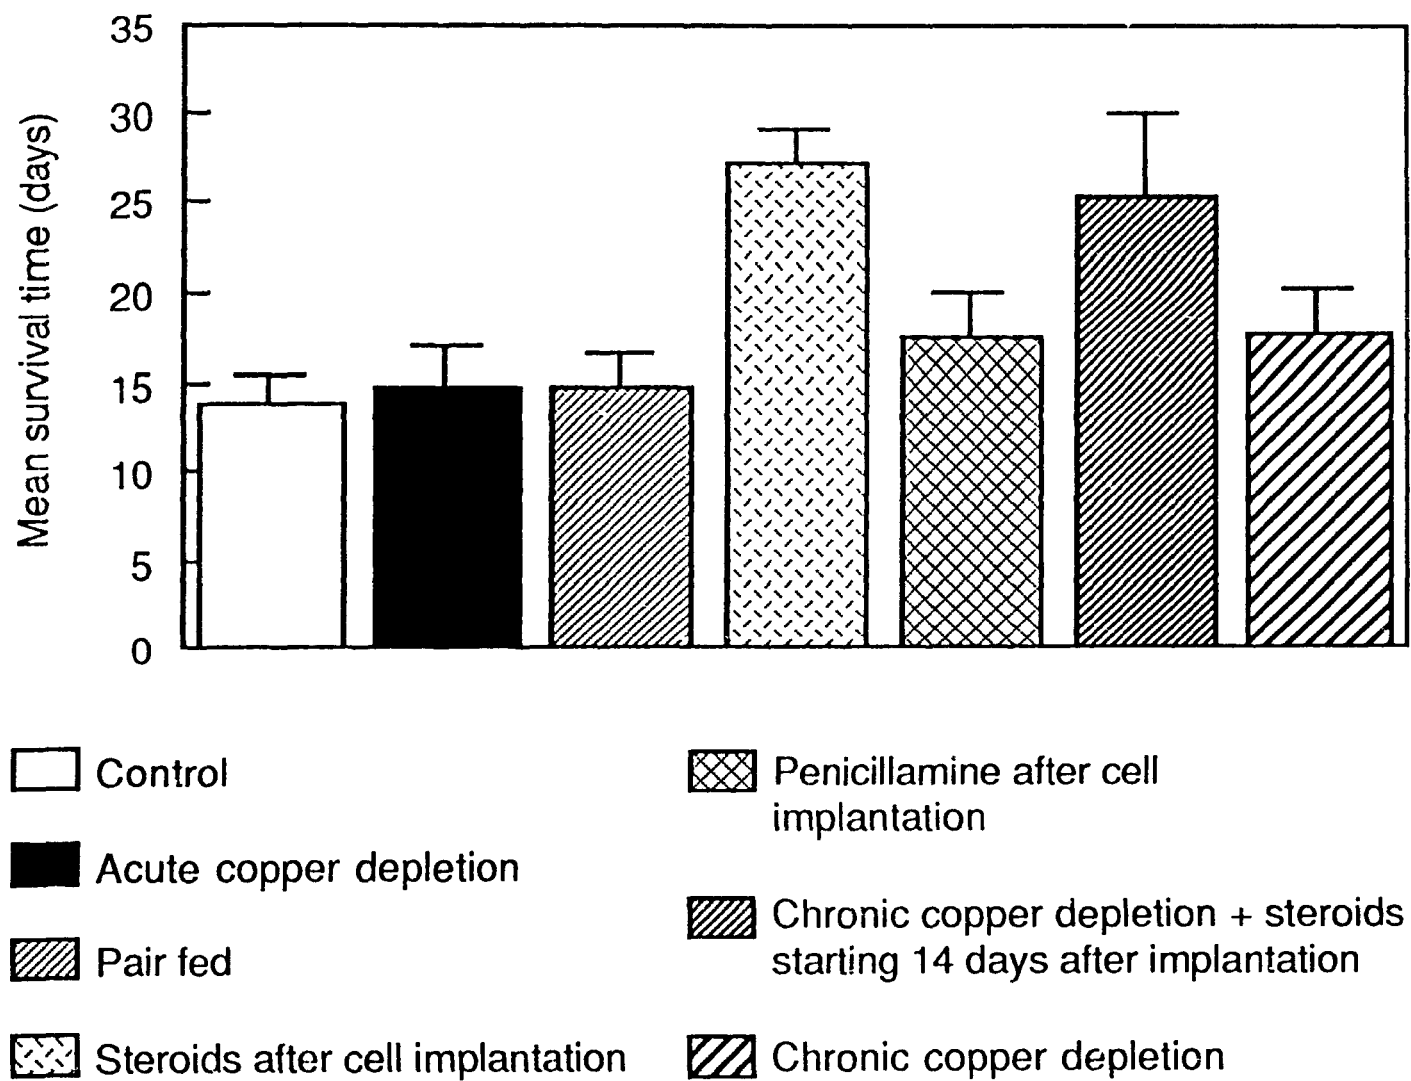 Mean survival time (days)
35
30
25
20
15
10
5
0
Control
Acute copper depletion
Pair fed
Steroids after cell implantation
Penicillamine after cell
implantation
Chronic copper depletion + steroids
starting 14 days after implantation
Chronic copper depletion